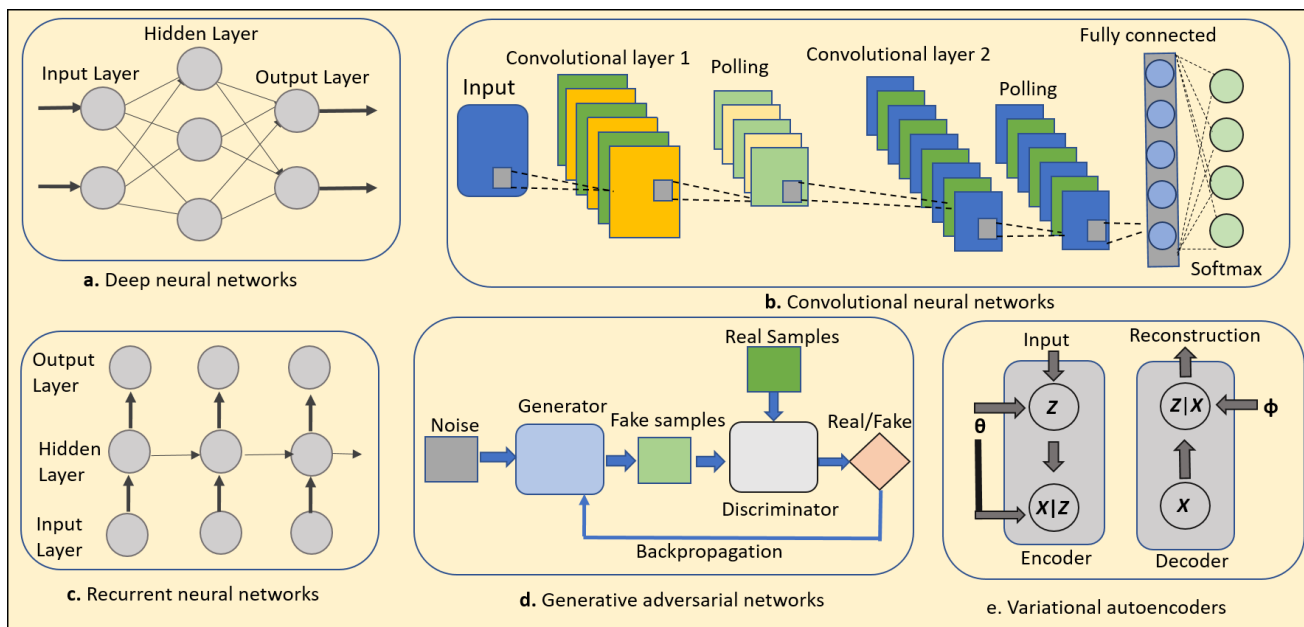 Hidden Layer
Input Layer
Output Layer
a. Deep neural networks
Fully connected
Convolutional layer 1
Convolutional layer 2
Polling
Input
Polling
Softmax
b. Convolutional neural networks
Output
Layer
Hidden
Layer
Input
Layer
c. Recurrent neural networks
Real Samples
Generator
Noise
Fake samples
Real/Fake
Discriminator
Backpropagation
d. Generative adversarial networks
Input
Reconstruction
Z
Z|X
θ
ϕ
X|Z
X
Encoder
Decoder
e. Variational autoencoders